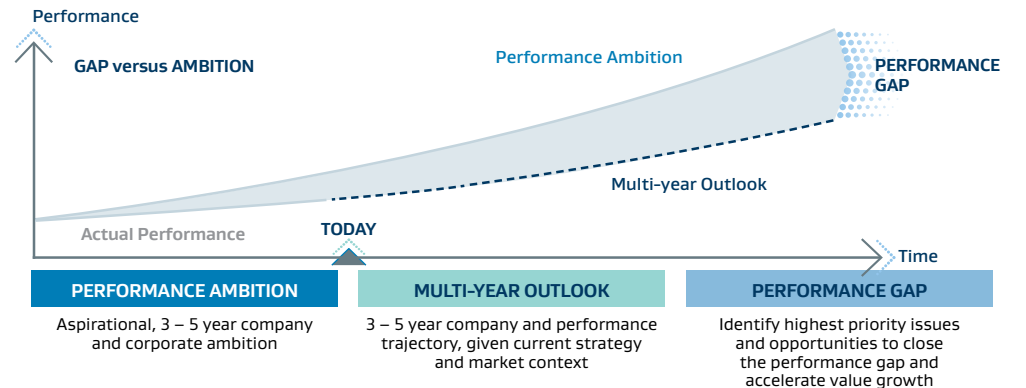 Performance
GAP versus AMBITION
Performance Ambition
PERFORMANCE
GAP
Multi-year Outlook
Actual Performance
TODAY
Time
PERFORMANCE AMBITION
Aspirational, 3 – 5 year company
and corporate ambition
MULTI-YEAR OUTLOOK
3 – 5 year company and performance
trajectory, given current strategy
and market context
PERFORMANCE GAP
Identify highest priority issues
and opportunities to close
the performance gap and
accelerate value growth